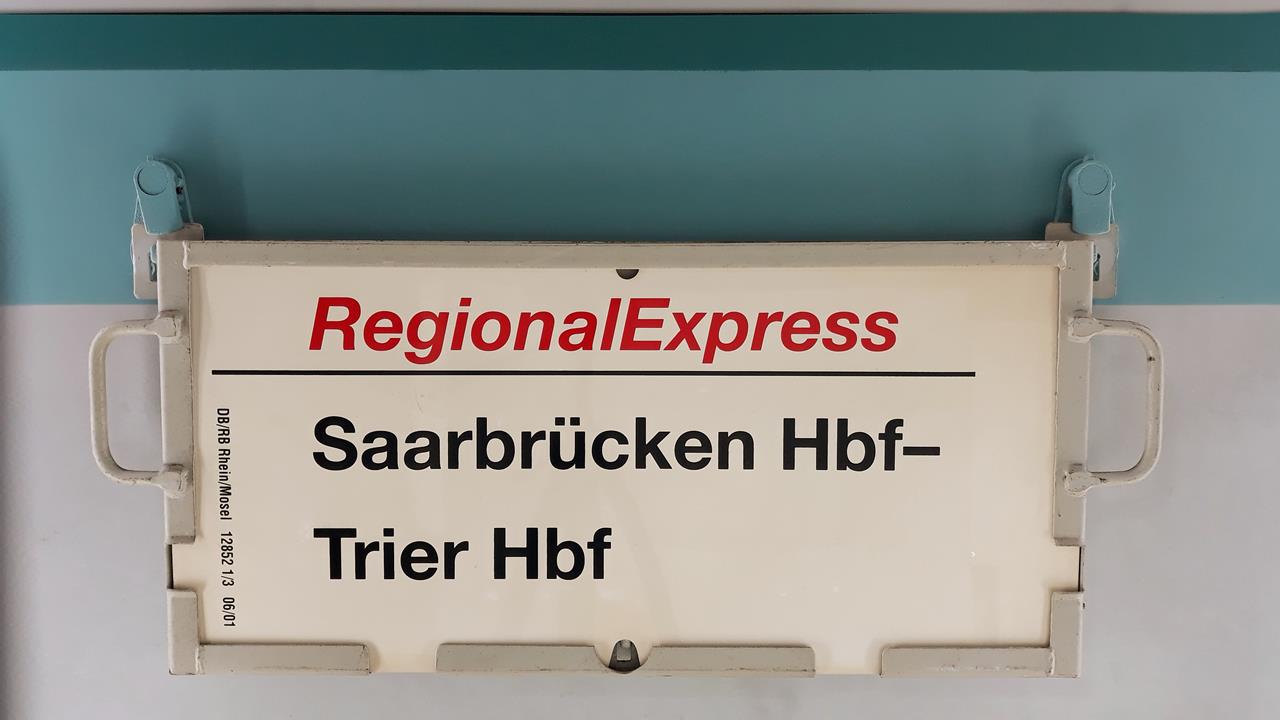 RegionalExpress
Saarbrücken Hbf–
Trier Hbf
DB/RB Rhein/Mosel 12852 1/3 06/01